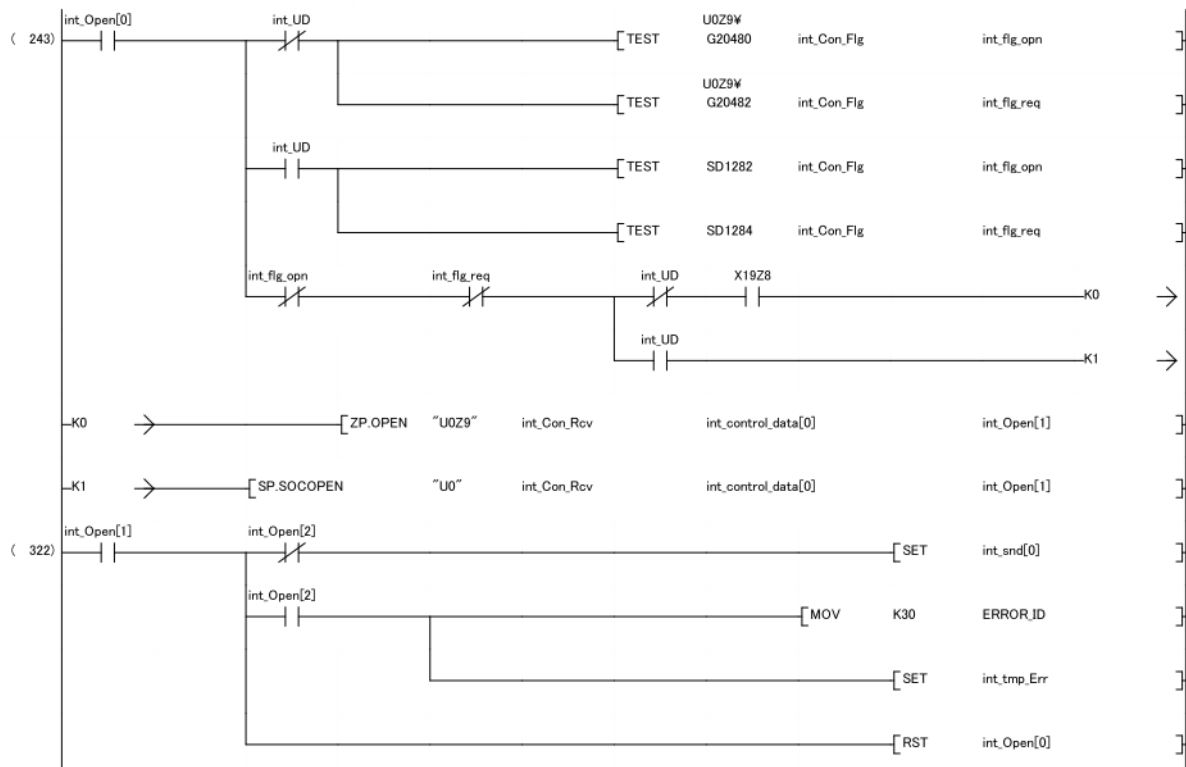 int_Open[0] int_UD U0Z9¥
( 243) [ TEST G20480 int_Con_Flg int_flg_opn ]
U0Z9¥
[ TEST G20482 int_Con_Flg int_flg_req ]
int_UD
[ TEST SD1282 int_Con_Flg int_flg_opn ]
[ TEST SD1284 int_Con_Flg int_flg_req ]
int_flg_opn int_flg_req int_UD X19Z8
K0
int_UD
K1
K0 [ ZP.OPEN "U0Z9" int_Con_Rcv int_control_data[0] int_Open[1] ]
K1 [ SP.SOCOPEN "U0" int_Con_Rcv int_control_data[0] int_Open[1] ]
int_Open[1] int_Open[2]
( 322) [ SET int_snd[0] ]
int_Open[2]
[ MOV K30 ERROR_ID ]
[ SET int_tmp_Err ]
[ RST int_Open[0] ]